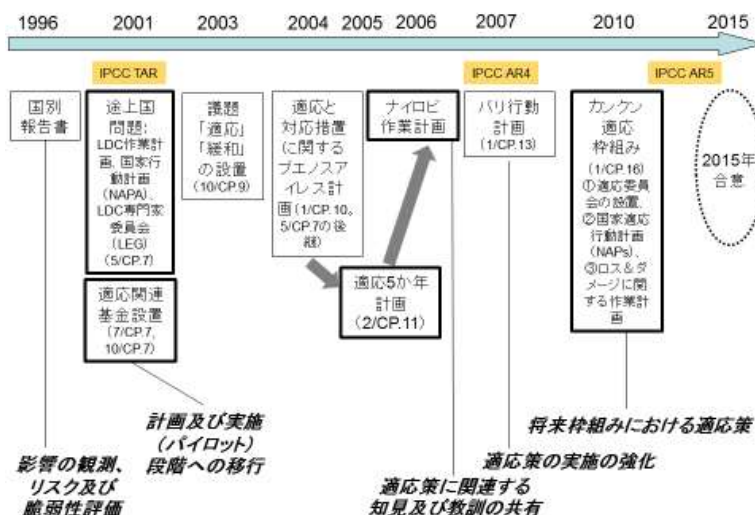 1996 2001 2003 2004 2005 2006 2007 2010 2015
IPCC TAR
IPCC AR4
IPCC AR5
国別
報告書
途上国
問題:
LDC作業計
画、国家行
動計画
(NAPA)、
LDC専門家
委員会
(LEG)
(5/CP.7)
適応関連
基金設置
(7/CP.7,
10/CP.7)
議題
「適応」
「緩和」
の設置
(10/CP.9)
適応と
対応措置
に関する
ブエノスア
イレス計
画(1/CP.10。
5/CP.7の後
継)
適応5か年
計画
(2/CP.11)
ナイロビ
作業計画
バリ行動
計画
(1/CP.13)
カンクン
適応
枠組み
(1/CP.16)
①適応委員
会の設置、
②国家適応
行動計画
(NAPs)、
③ロス&ダ
メージに関
する作業計
画
2015年
合意
影響の観測、
リスク及び
脆弱性評価
計画及び実施
(パイロット)
段階への移行
適応策に関連する
知見及び教訓の共有
適応策の実施の強化
将来枠組みにおける適応策